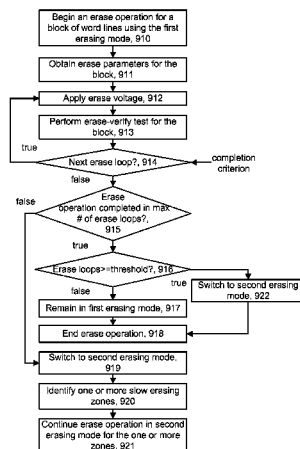 Begin an erase operation for a
block of word lines using the first
erasing mode, 910
Obtain erase parameters for the
block, 911
Apply erase voltage, 912
Perform erase-verify test for the
block, 913
true
Next erase loop?, 914
completion
criterion
false
false
Erase
operation completed in max
# of erase loops?,
915
true
Erase loops>=threshold?, 916
true
false
Switch to second erasing
mode, 922
Remain in first erasing mode, 917
End erase operation, 918
Switch to second erasing mode,
919
Identify one or more slow erasing
zones, 920
Continue erase operation in second
erasing mode for the one or more
zones, 921